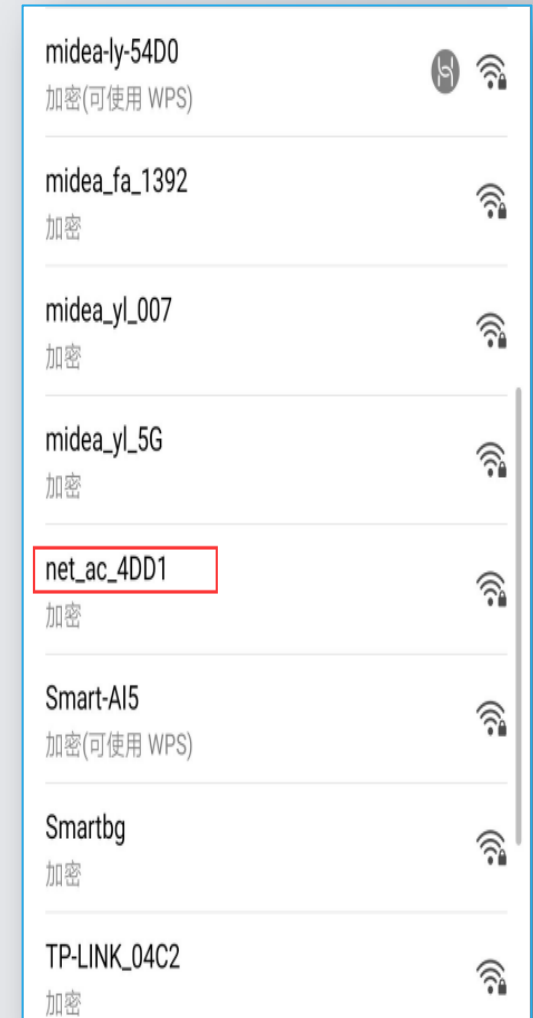 midea-ly-54D0
加密(可使用 WPS)
midea_fa_1392
加密
midea_yl_007
加密
midea_yl_5G
加密
net_ac_4DD1
加密
Smart-AI5
加密(可使用 WPS)
Smartbg
加密
TP-LINK_04C2
加密